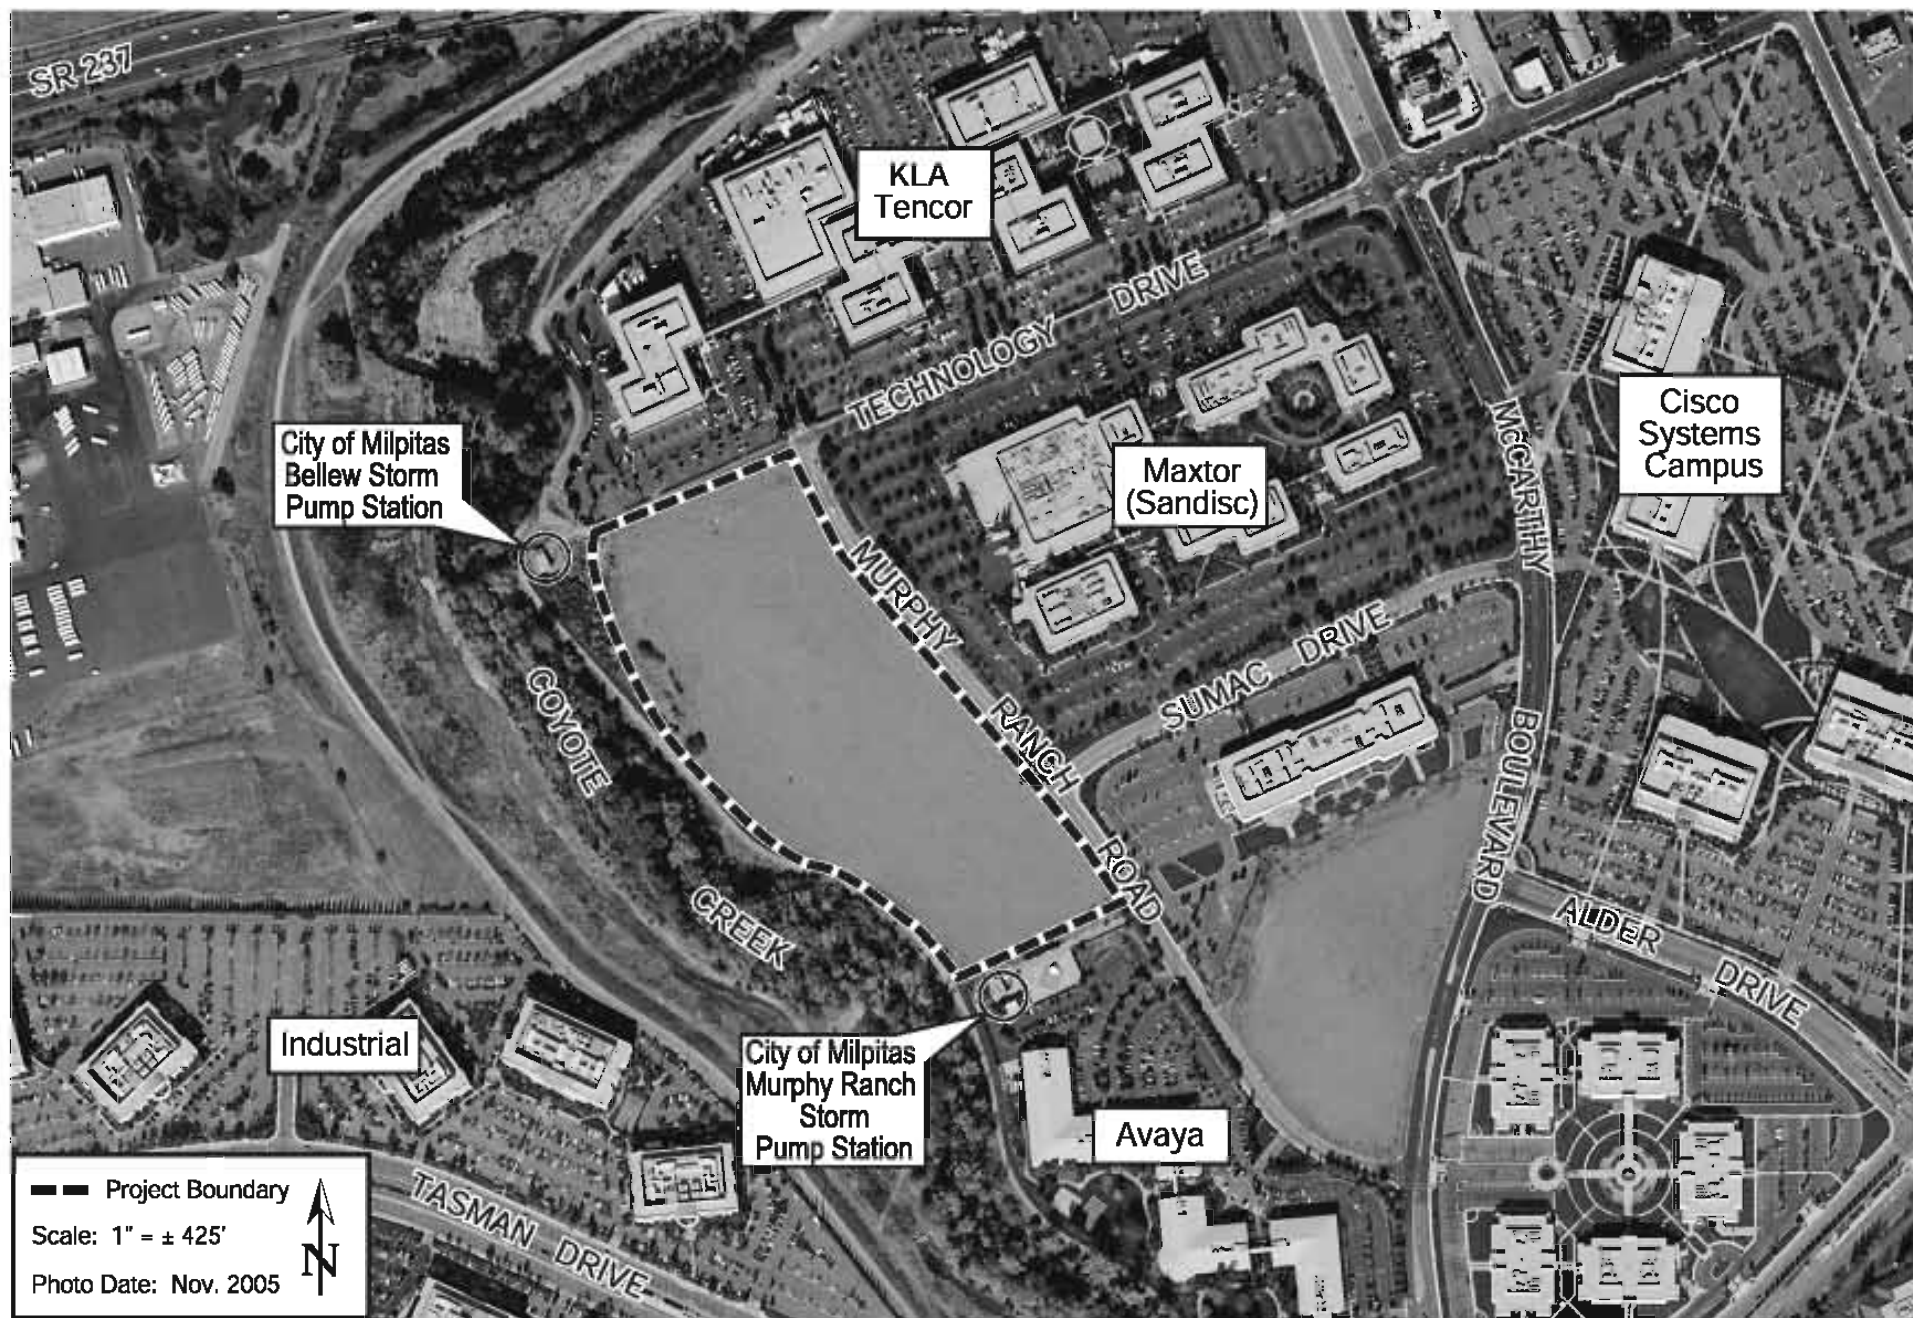 SR 237
KLA
Tencor
TECHNOLOGY DRIVE
Cisco
Systems
Campus
MCCARTHY
BOULEVARD
City of Milpitas
Bellew Storm
Pump Station
Maxtor
(Sandisc)
MURPHY
RANCH
ROAD
SUMAC DRIVE
COYOTE
CREEK
ALDER
DRIVE
Industrial
City of Milpitas
Murphy Ranch
Storm
Pump Station
Avaya
TASMAN DRIVE
Project Boundary
Scale: 1" = ± 425'
N
Photo Date: Nov. 2005